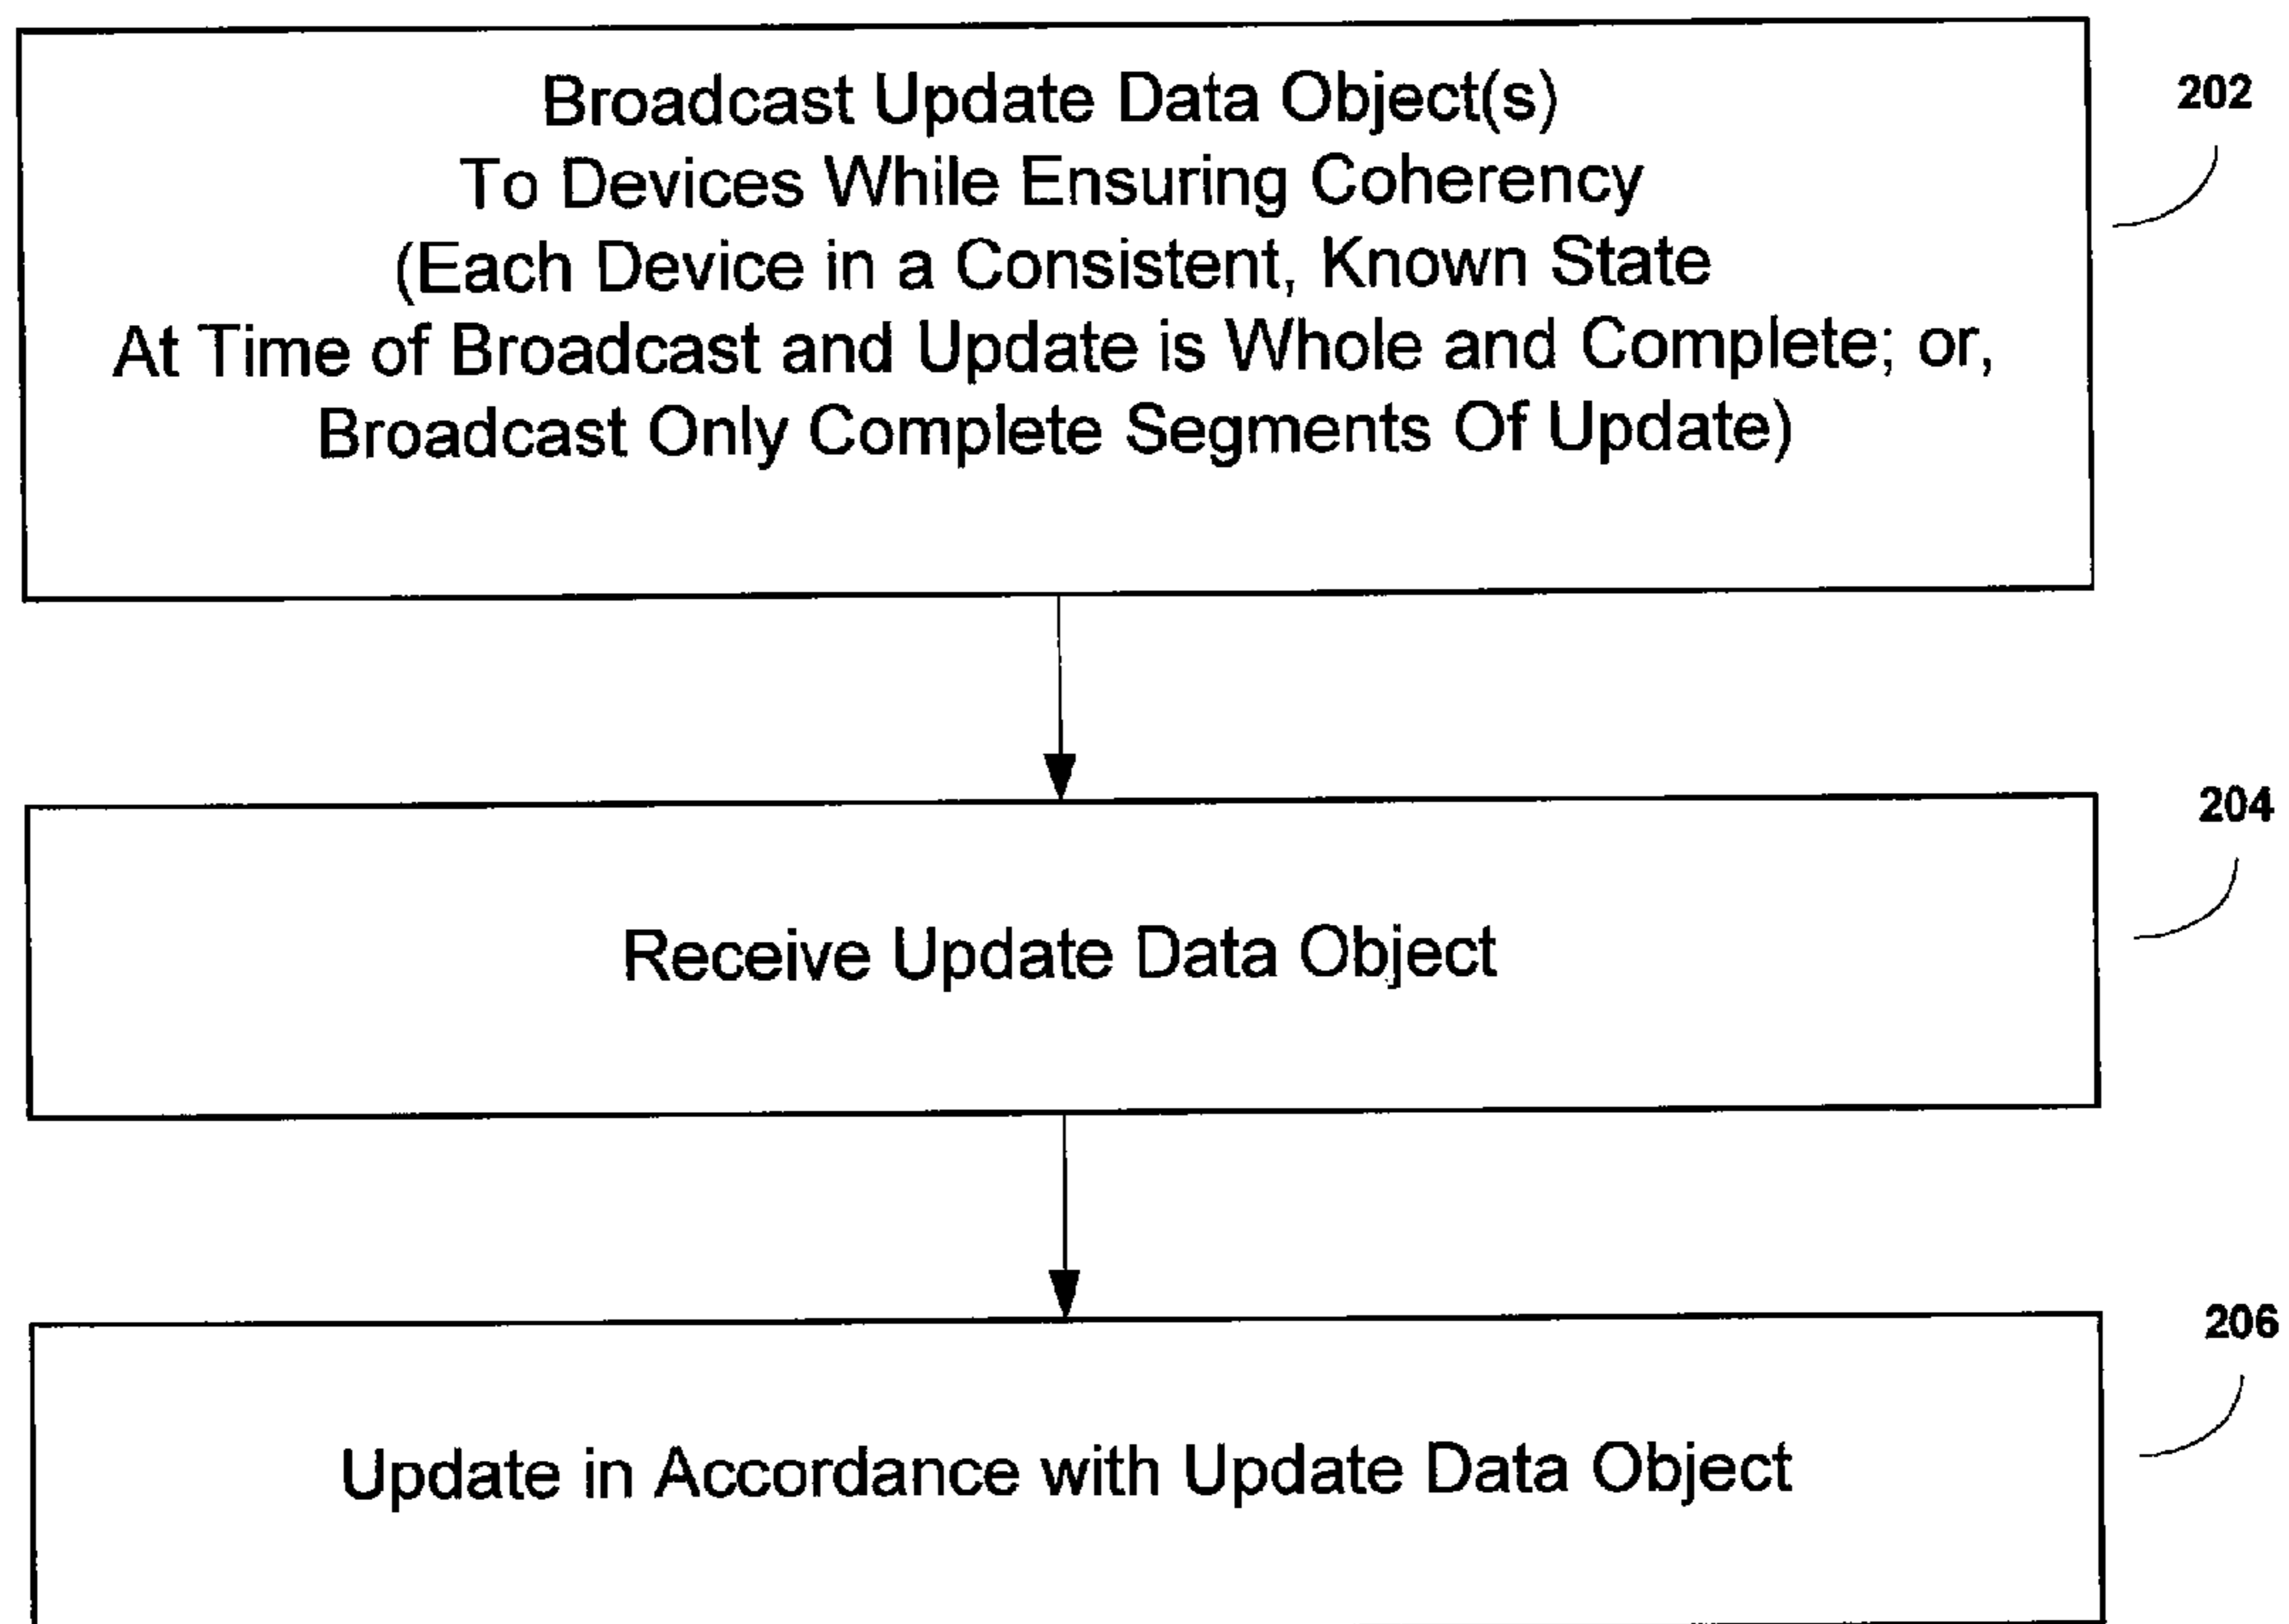 Broadcast Update Data Object(s)
To Devices While Ensuring Coherency
(Each Device in a Consistent, Known State
At Time of Broadcast and Update is Whole and Complete; or,
Broadcast Only Complete Segments Of Update)
202
Receive Update Data Object
204
Update in Accordance with Update Data Object
206